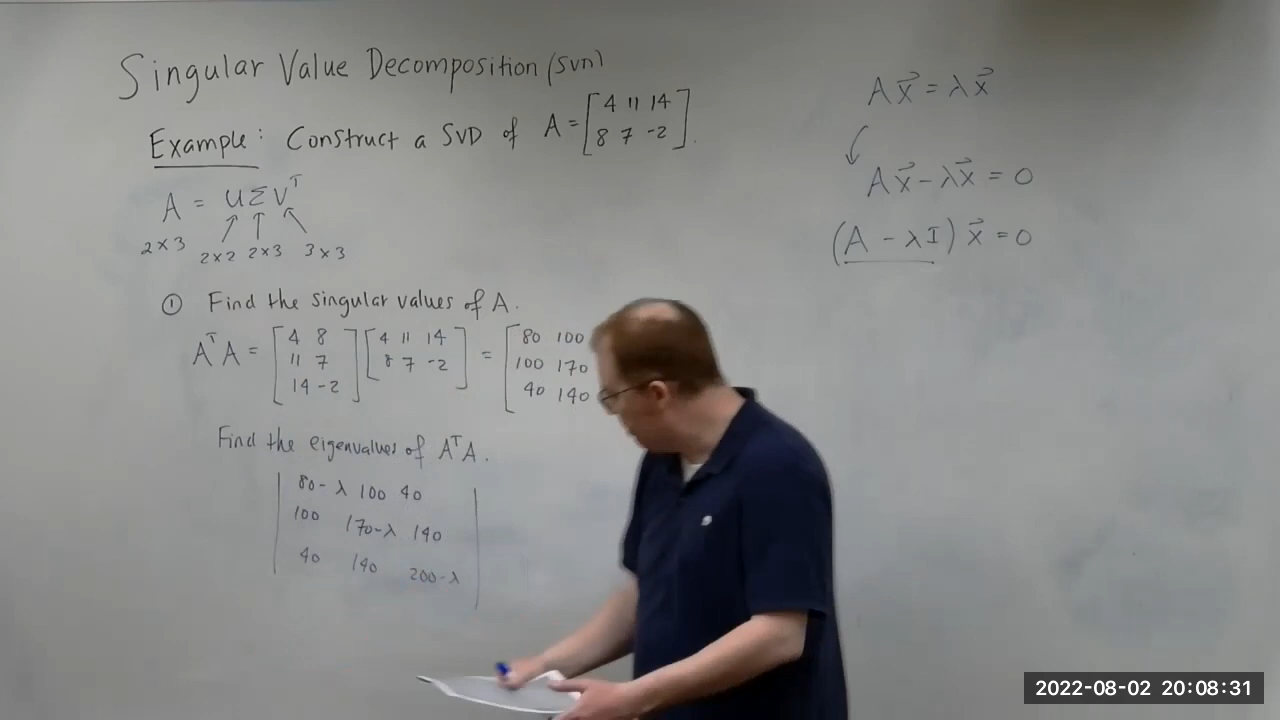 Singular Value Decomposition (SVD)
Example: Construct a SVD of A = [ 4 11 14
8 7 -2 ].
A = UΣV^T
2×3 2×2 2×3 3×3
① Find the singular values of A.
A^T A = [ 4 8
11 7
14 -2 ] [ 4 11 14
8 7 -2 ] = [ 80 100
100 170
40 140
Find the eigenvalues of A^T A.
| 80-λ 100 40
100 170-λ 140
40 140 200-λ |
Ax⃗ = λx⃗
Ax⃗ - λx⃗ = 0
(A - λI) x⃗ = 0
2022-08-02 20:08:31